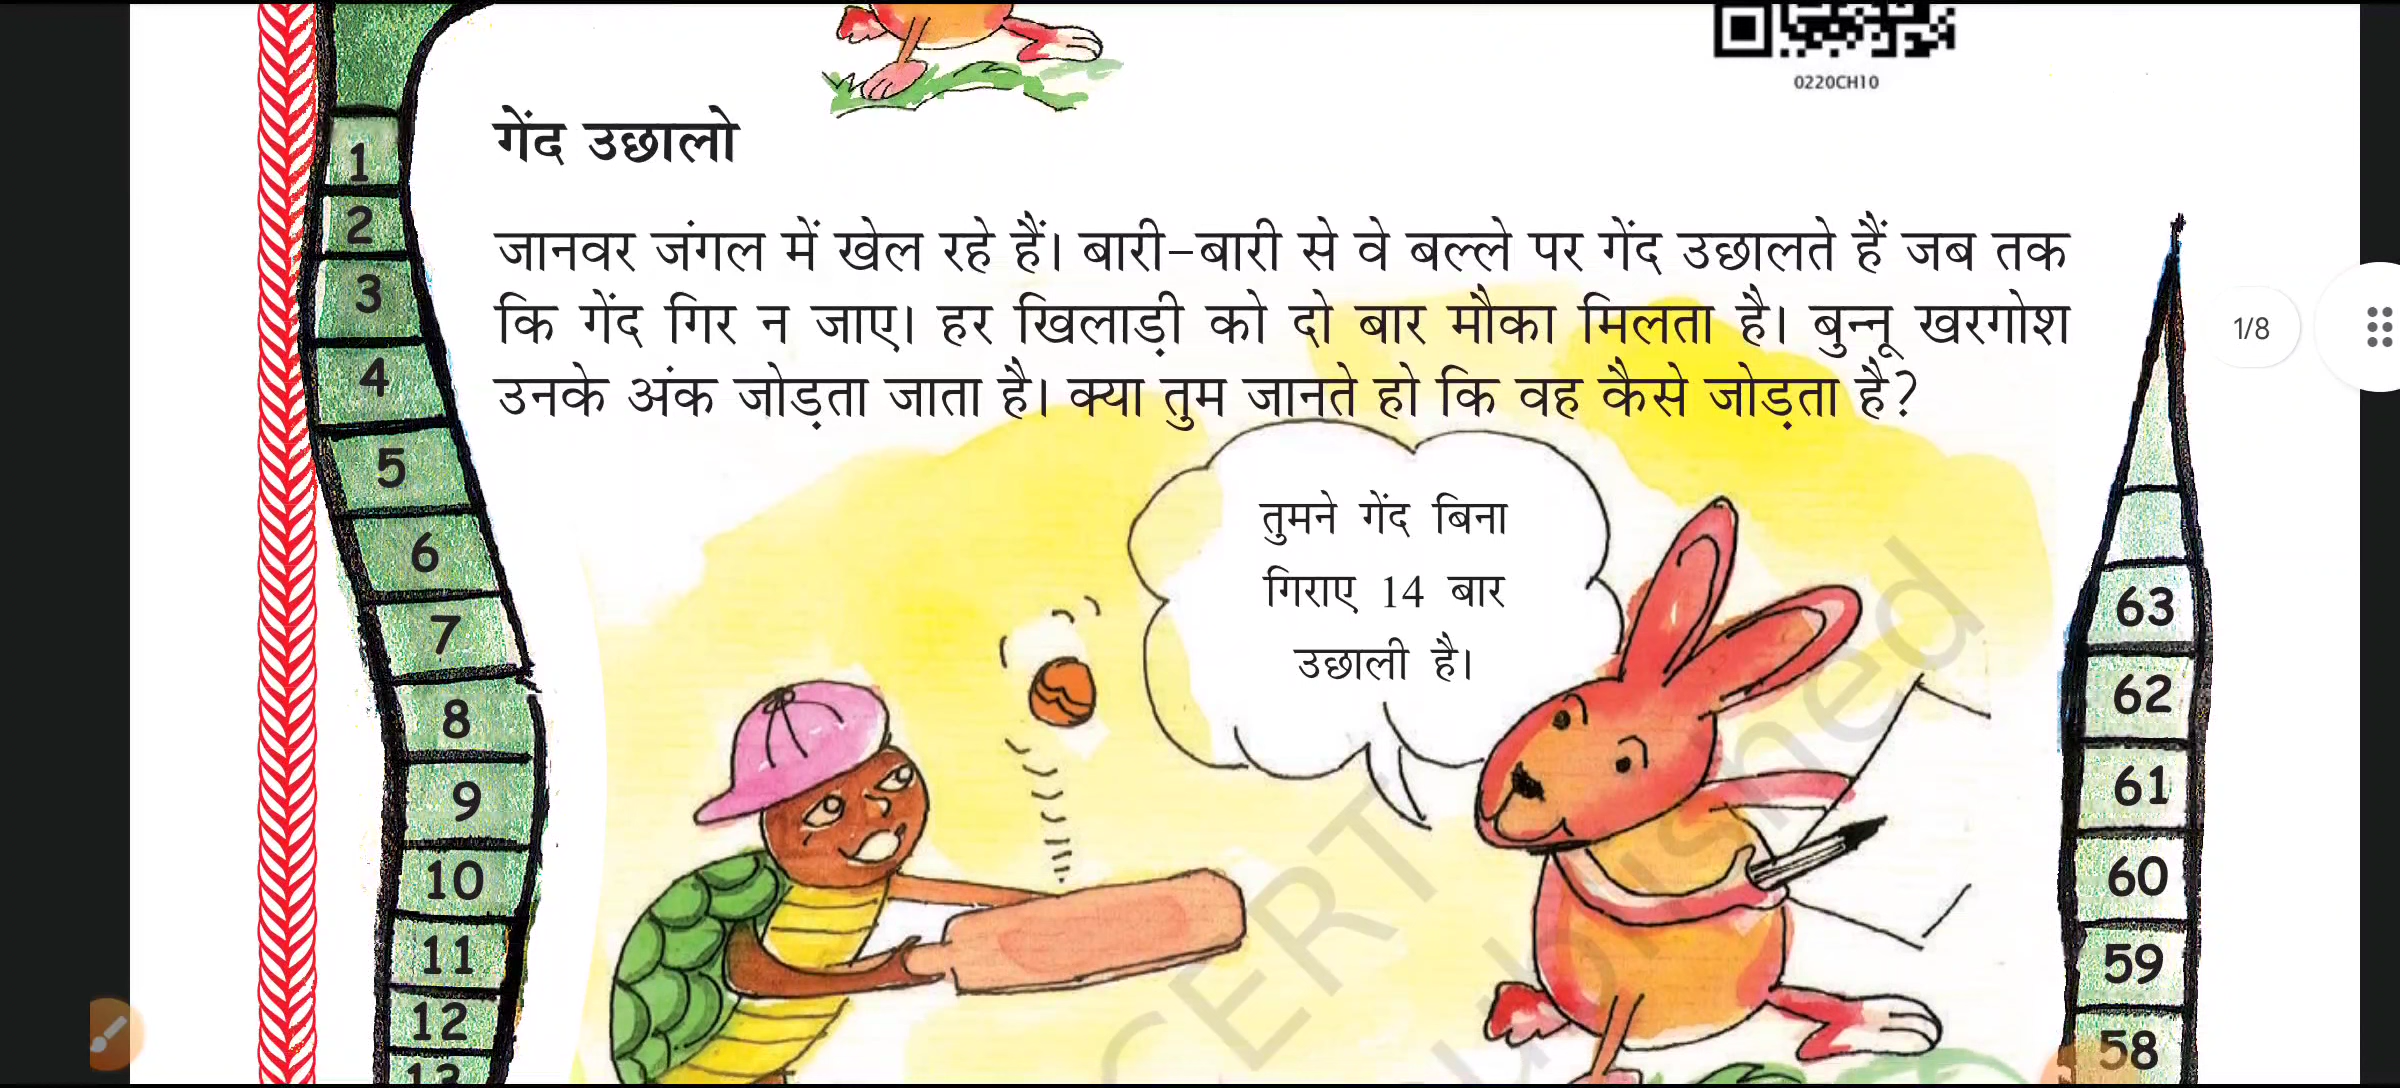 0220CH10
गेंद उछालो
जानवर जंगल में खेल रहे हैं। बारी-बारी से वे बल्ले पर गेंद उछालते हैं जब तक
कि गेंद गिर न जाए। हर खिलाड़ी को दो बार मौका मिलता है। बुन्नू खरगोश
उनके अंक जोड़ता जाता है। क्या तुम जानते हो कि वह कैसे जोड़ता है?
तुमने गेंद बिना
गिराए 14 बार
उछाली है।
1
2
3
4
5
6
7
8
9
10
11
12
13
63
62
61
60
59
58
1/8